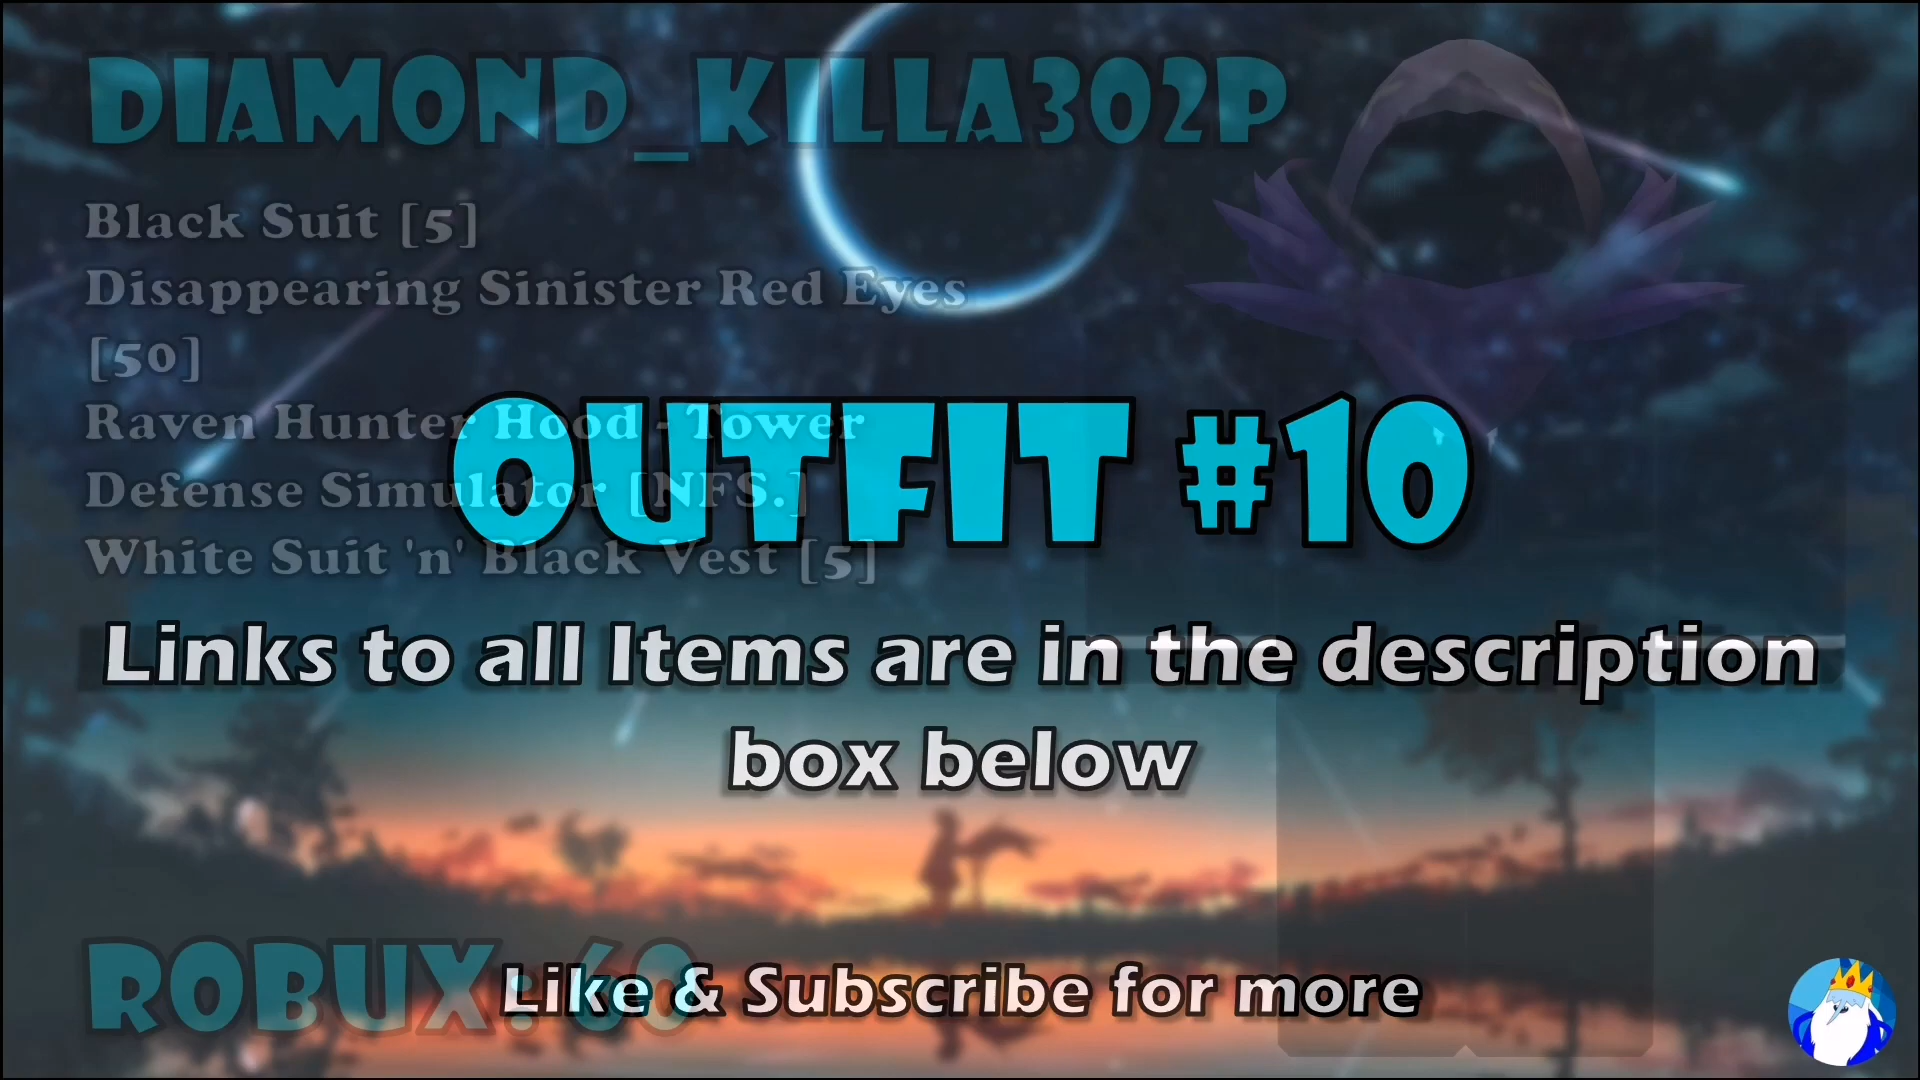 DIAMOND_KILLA302P
Black Suit [5]
Disappearing Sinister Red Eyes
[50]
Raven Hunter Hood - Tower
Defense Simulator [NFS.]
White Suit 'n' Black Vest [5]
OUTFIT #10
Links to all Items are in the description
box below
ROBUX: 60
Like & Subscribe for more